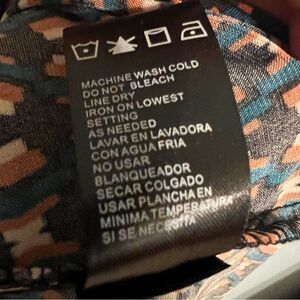 MACHINE WASH COLD
DO NOT BLEACH
LINE DRY
IRON ON LOWEST
SETTING
AS NEEDED
LAVAR EN LAVADORA
CON AGUA FRIA
NO USAR
BLANQUEADOR
SECAR COLGADO
USAR PLANCHA EN
MINIMA TEMPERATURA
SI SE NECESITA